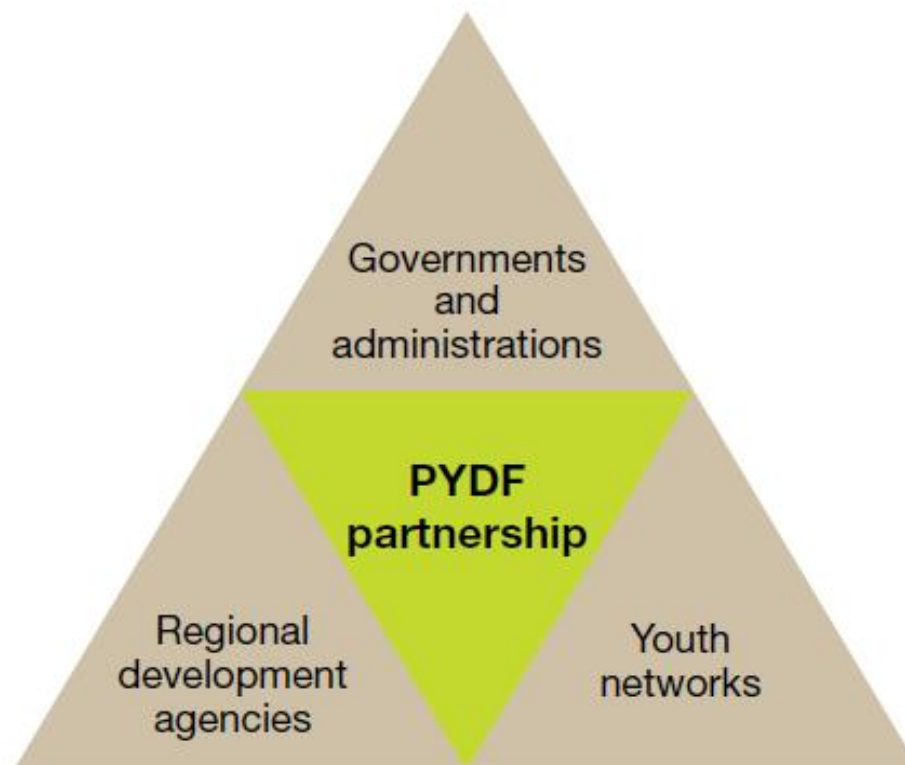 Governments
and
administrations
PYDF
partnership
Regional
development
agencies
Youth
networks